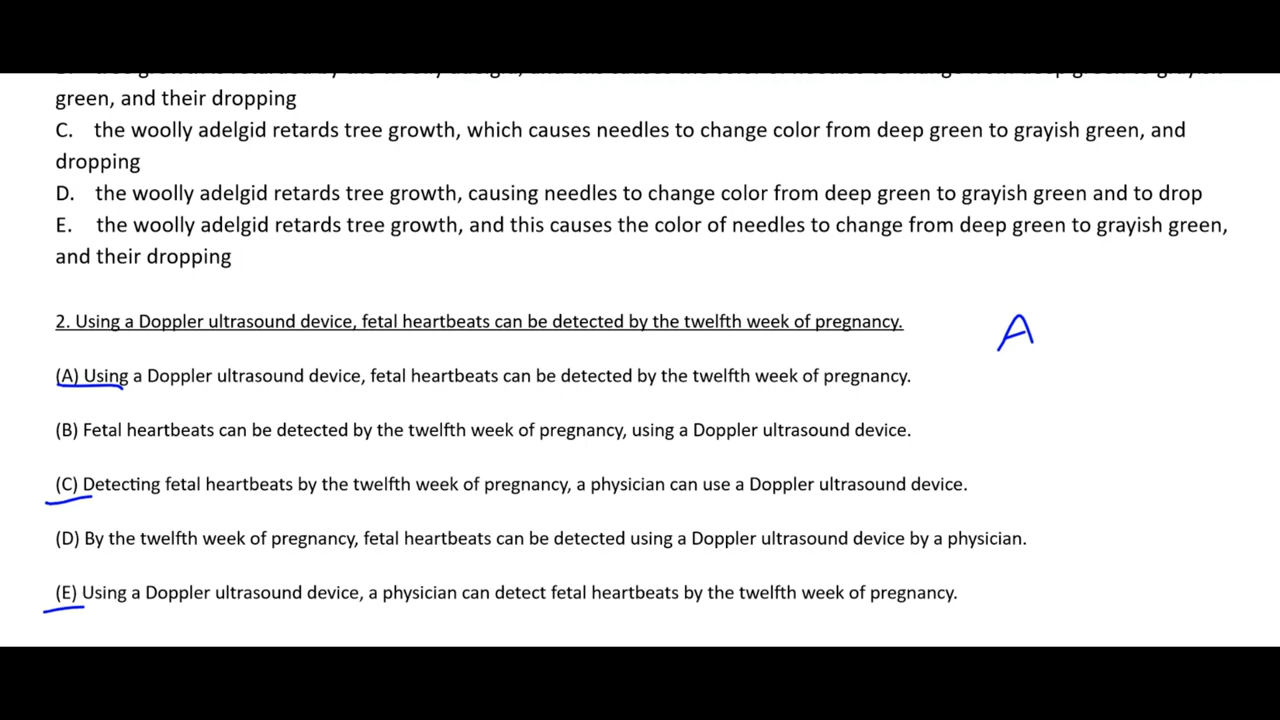 green, and their dropping
C. the woolly adelgid retards tree growth, which causes needles to change color from deep green to grayish green, and
dropping
D. the woolly adelgid retards tree growth, causing needles to change color from deep green to grayish green and to drop
E. the woolly adelgid retards tree growth, and this causes the color of needles to change from deep green to grayish green,
and their dropping
2. Using a Doppler ultrasound device, fetal heartbeats can be detected by the twelfth week of pregnancy.
A
(A) Using a Doppler ultrasound device, fetal heartbeats can be detected by the twelfth week of pregnancy.
(B) Fetal heartbeats can be detected by the twelfth week of pregnancy, using a Doppler ultrasound device.
(C) Detecting fetal heartbeats by the twelfth week of pregnancy, a physician can use a Doppler ultrasound device.
(D) By the twelfth week of pregnancy, fetal heartbeats can be detected using a Doppler ultrasound device by a physician.
(E) Using a Doppler ultrasound device, a physician can detect fetal heartbeats by the twelfth week of pregnancy.